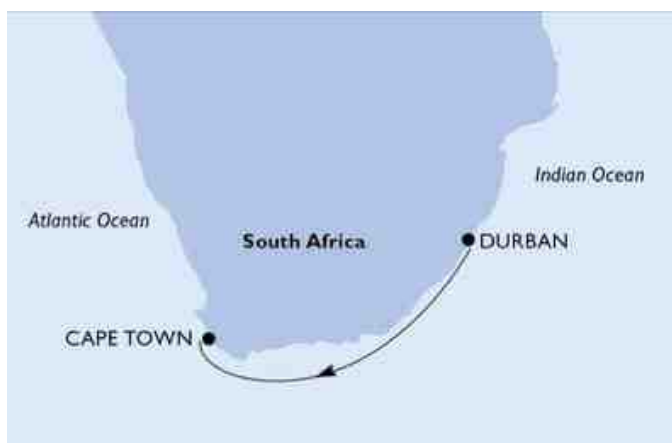 Indian Ocean
Atlantic Ocean
South Africa
DURBAN
CAPE TOWN